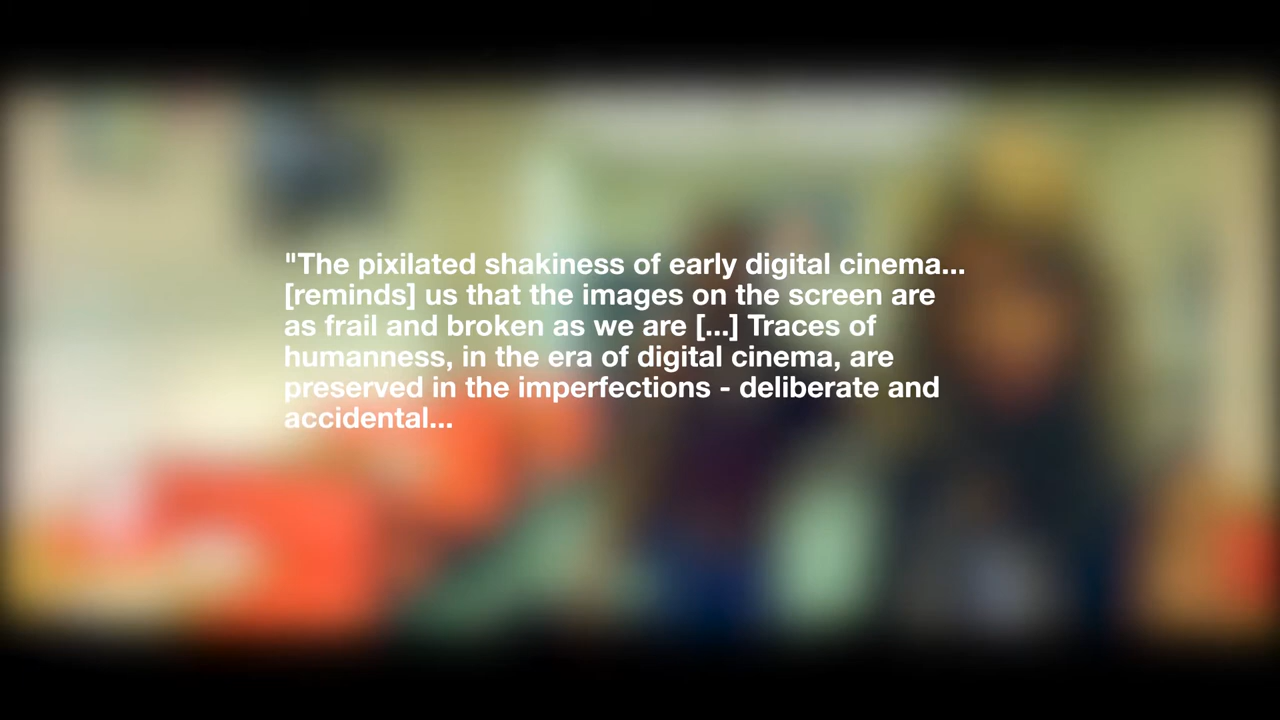 "The pixilated shakiness of early digital cinema...
[reminds] us that the images on the screen are
as frail and broken as we are [...] Traces of
humanness, in the era of digital cinema, are
preserved in the imperfections - deliberate and
accidental...